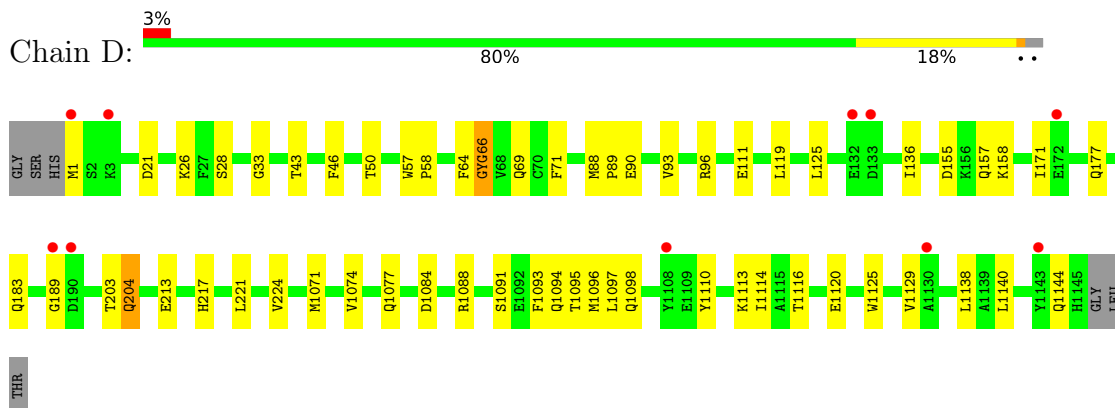 3%
Chain D:
80% 18% • •
GLY SER HIS M1 S2 K3 D21 K26 F27 S28 G33 T43 F46 T50 W57 P58 F64 GYG66 V68 Q69 C70 F71 M88 P89 E90 V93 R96 E111 L119 L125 E132 D133 I136 D155 K156 Q157 K158 I171 E172 Q177
Q183 G189 D190 T203 Q204 E213 H217 L221 V224 M1071 V1074 Q1077 D1084 R1088 S1091 E1092 F1093 Q1094 T1095 M1096 L1097 Q1098 Y1108 E1109 Y1110 K1113 I1114 A1115 T1116 E1120 W1125 V1129 A1130 L1138 A1139 L1140 Y1143 Q1144 H1145 GLY LEU
THR